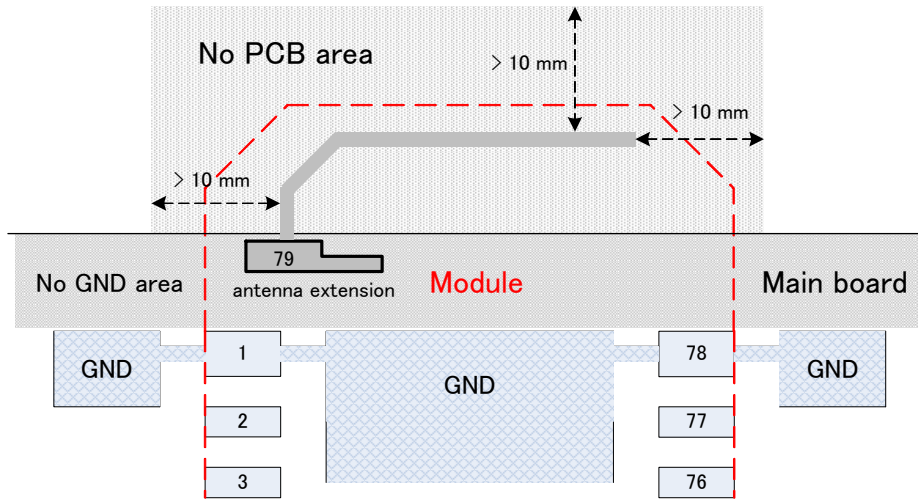 No PCB area
> 10 mm
> 10 mm
> 10 mm
79
No GND area
antenna extension
Module
Main board
GND
1
GND
78
GND
2
77
3
76